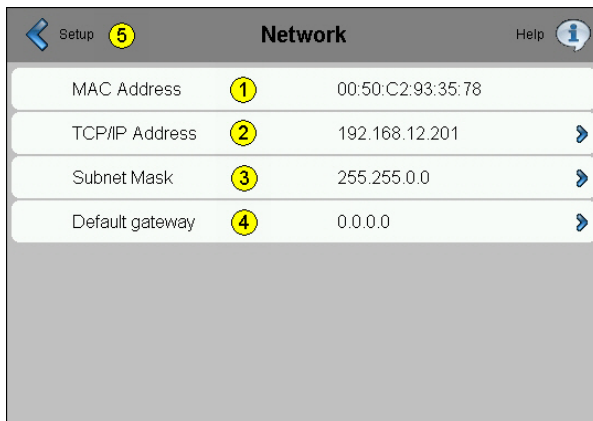 Setup 5 Network Help i
MAC Address 1 00:50:C2:93:35:78
TCP/IP Address 2 192.168.12.201
Subnet Mask 3 255.255.0.0
Default gateway 4 0.0.0.0